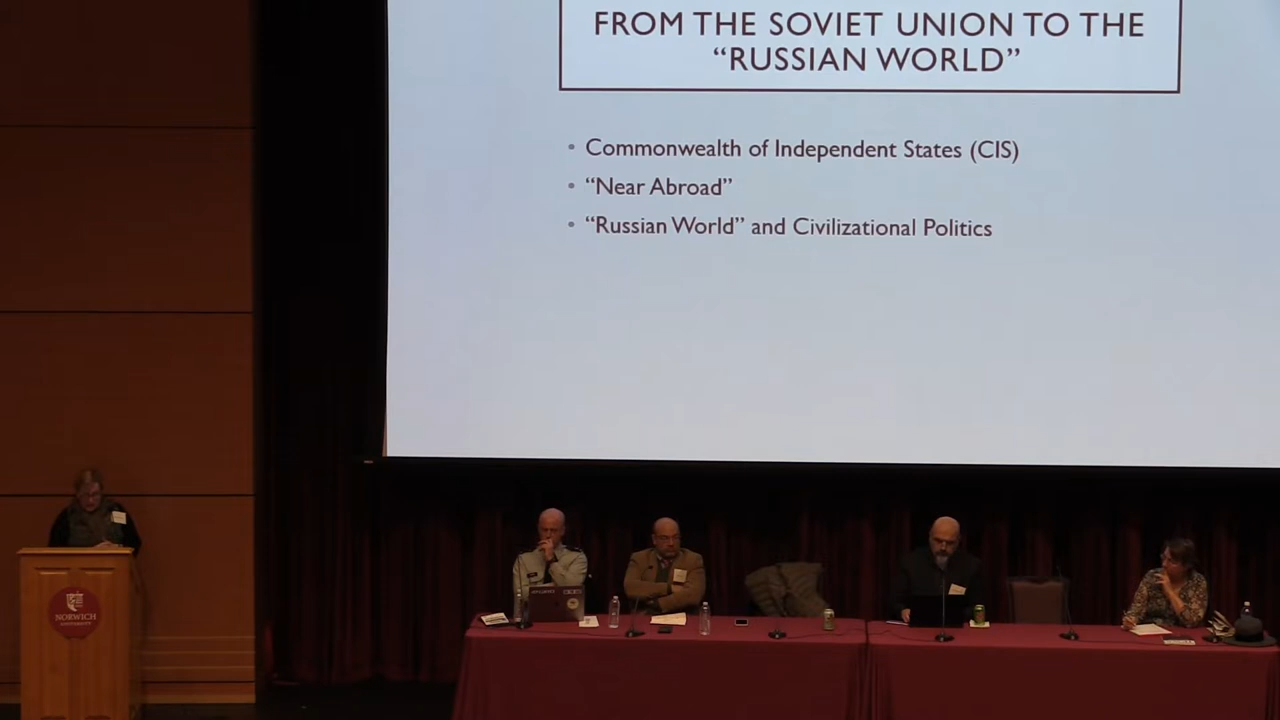 FROM THE SOVIET UNION TO THE
“RUSSIAN WORLD”
• Commonwealth of Independent States (CIS)
• “Near Abroad”
• “Russian World” and Civilizational Politics
NORWICH
UNIVERSITY